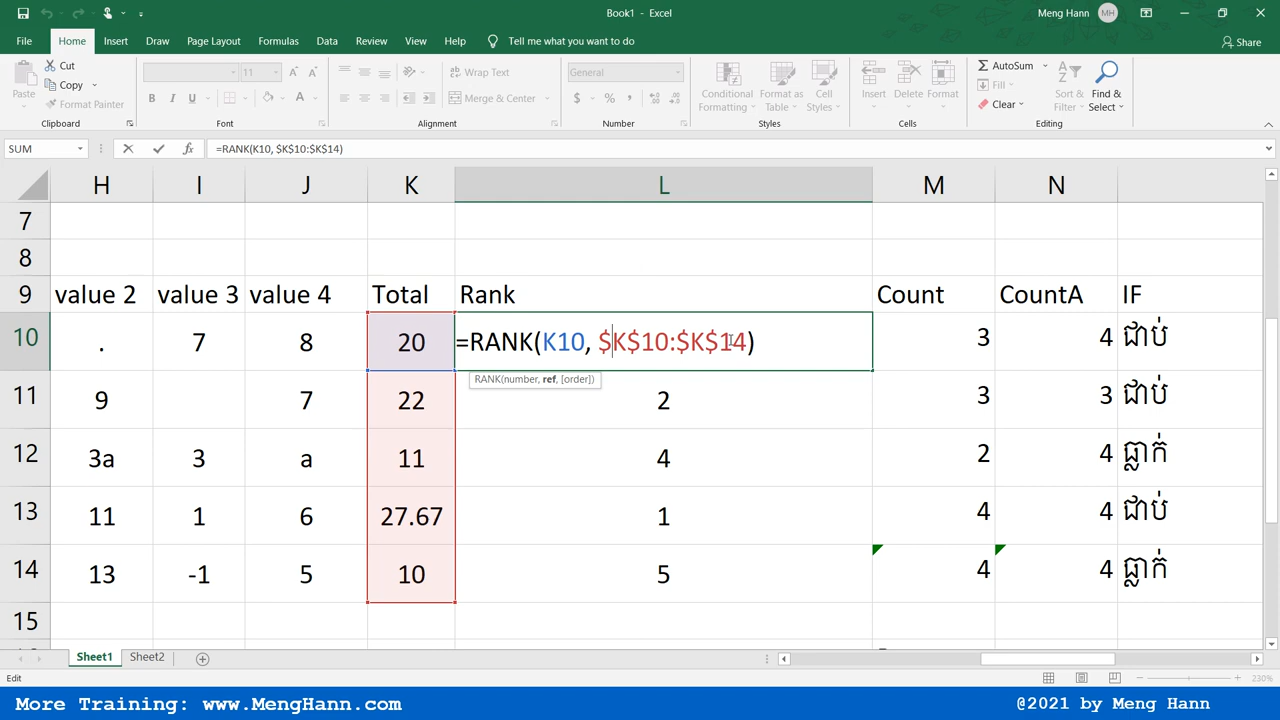 Book1 - Excel
Meng Hann MH
File Home Insert Draw Page Layout Formulas Data Review View Help Tell me what you want to do Share
Paste Cut Copy Format Painter
11 Wrap Text Merge & Center
General
Conditional Formatting Format as Table Cell Styles
Insert Delete Format
AutoSum Fill Clear Sort & Filter Find & Select
Clipboard Font Alignment Number Styles Cells Editing
SUM fx =RANK(K10, $K$10:$K$14)
H I J K L M N
7
8
9 value 2 value 3 value 4 Total Rank Count CountA IF
10 . 7 8 20 =RANK(K10, $K$10:$K$14) 3 4 ជាប់
RANK(number, ref, [order])
11 9 7 22 2 3 3 ជាប់
12 3a 3 a 11 4 2 4 ធ្លាក់
13 11 1 6 27.67 1 4 4 ជាប់
14 13 -1 5 10 5 4 4 ធ្លាក់
15
Sheet1 Sheet2
Edit 230%
More Training: www.MengHann.com @2021 by Meng Hann